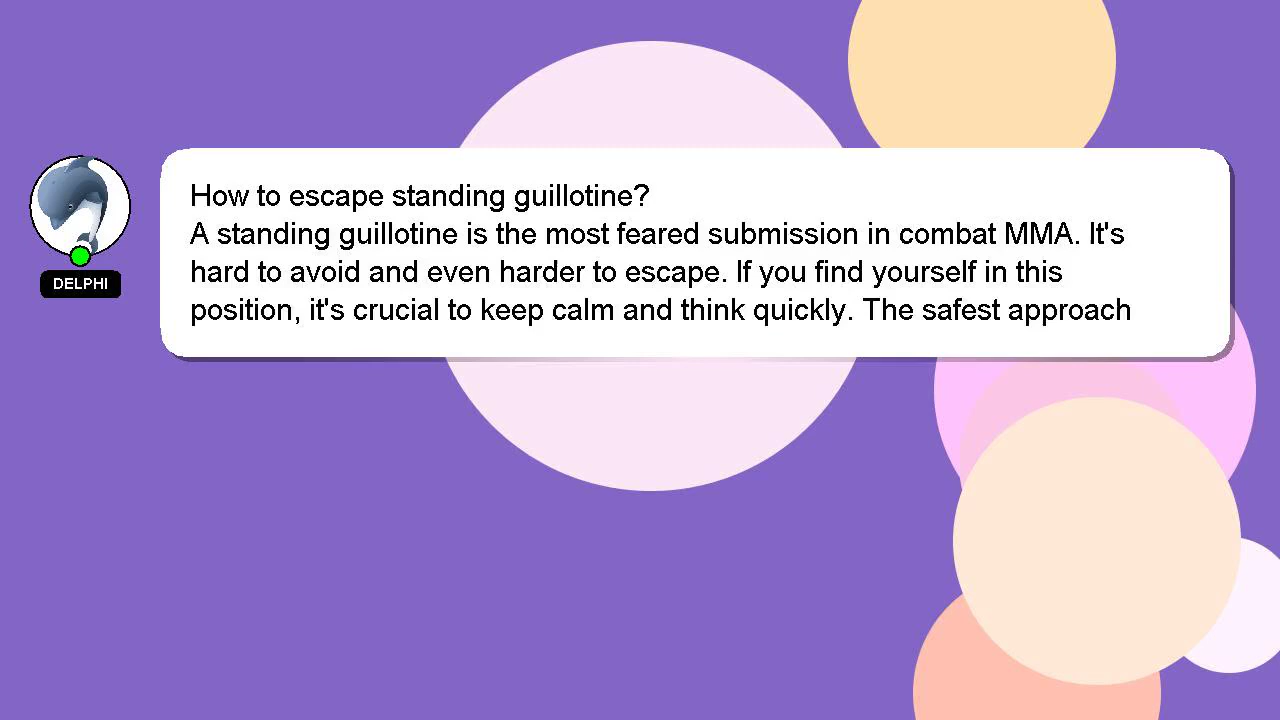 How to escape standing guillotine?
A standing guillotine is the most feared submission in combat MMA. It's
hard to avoid and even harder to escape. If you find yourself in this
position, it's crucial to keep calm and think quickly. The safest approach
DELPHI